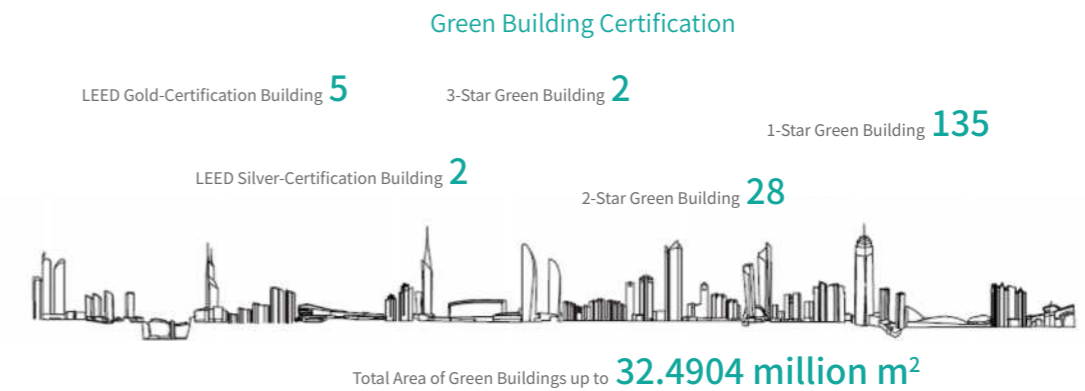 Green Building Certification
LEED Gold-Certification Building 5
3-Star Green Building 2
1-Star Green Building 135
LEED Silver-Certification Building 2
2-Star Green Building 28
Total Area of Green Buildings up to 32.4904 million m²